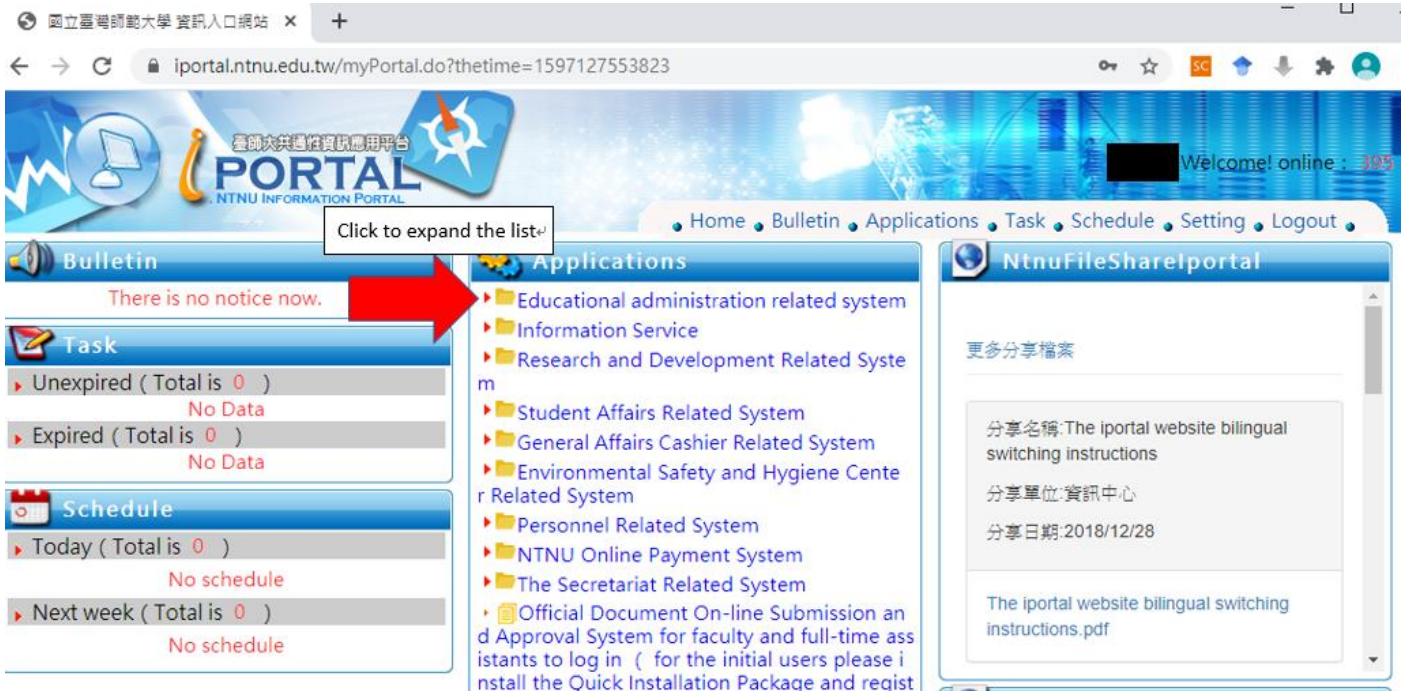 國立臺灣師範大學 資訊入口網站
iportal.ntnu.edu.tw/myPortal.do?thetime=1597127553823
SC
臺師大共通性資訊應用平台
i PORTAL
NTNU INFORMATION PORTAL
Welcome! online : 395
Click to expand the list
Home Bulletin Applications Task Schedule Setting Logout
Bulletin
There is no notice now.
Task
Unexpired ( Total is 0 )
No Data
Expired ( Total is 0 )
No Data
Schedule
Today ( Total is 0 )
No schedule
Next week ( Total is 0 )
No schedule
Applications
Educational administration related system
Information Service
Research and Development Related Syste
m
Student Affairs Related System
General Affairs Cashier Related System
Environmental Safety and Hygiene Cente
r Related System
Personnel Related System
NTNU Online Payment System
The Secretariat Related System
Official Document On-line Submission an
d Approval System for faculty and full-time ass
istants to log in ( for the initial users please i
nstall the Quick Installation Package and regist
NtnuFileShareIportal
更多分享檔案
分享名稱:The iportal website bilingual
switching instructions
分享單位:資訊中心
分享日期:2018/12/28
The iportal website bilingual switching
instructions.pdf